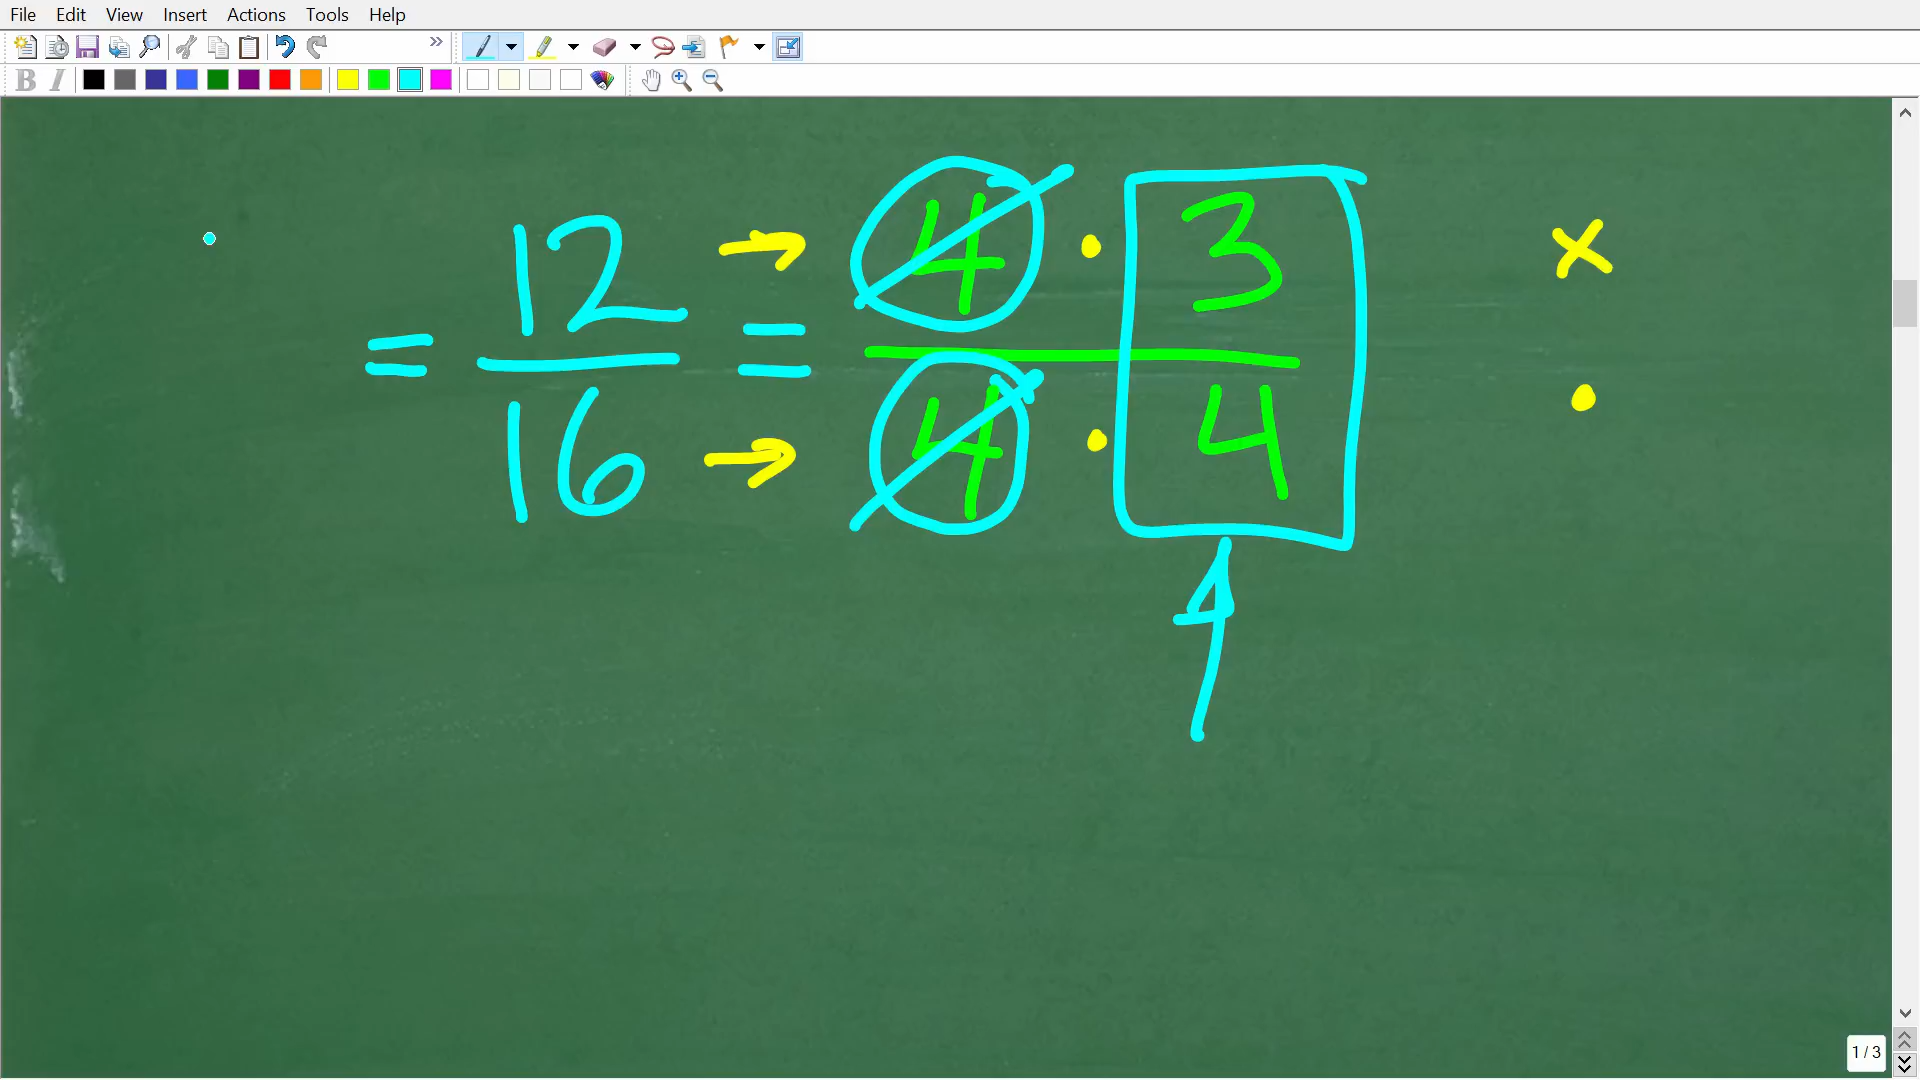 File Edit View Insert Actions Tools Help
B I
= 12/16 → = 4 · 3 / 4 · 4
→
×
·
1 / 3